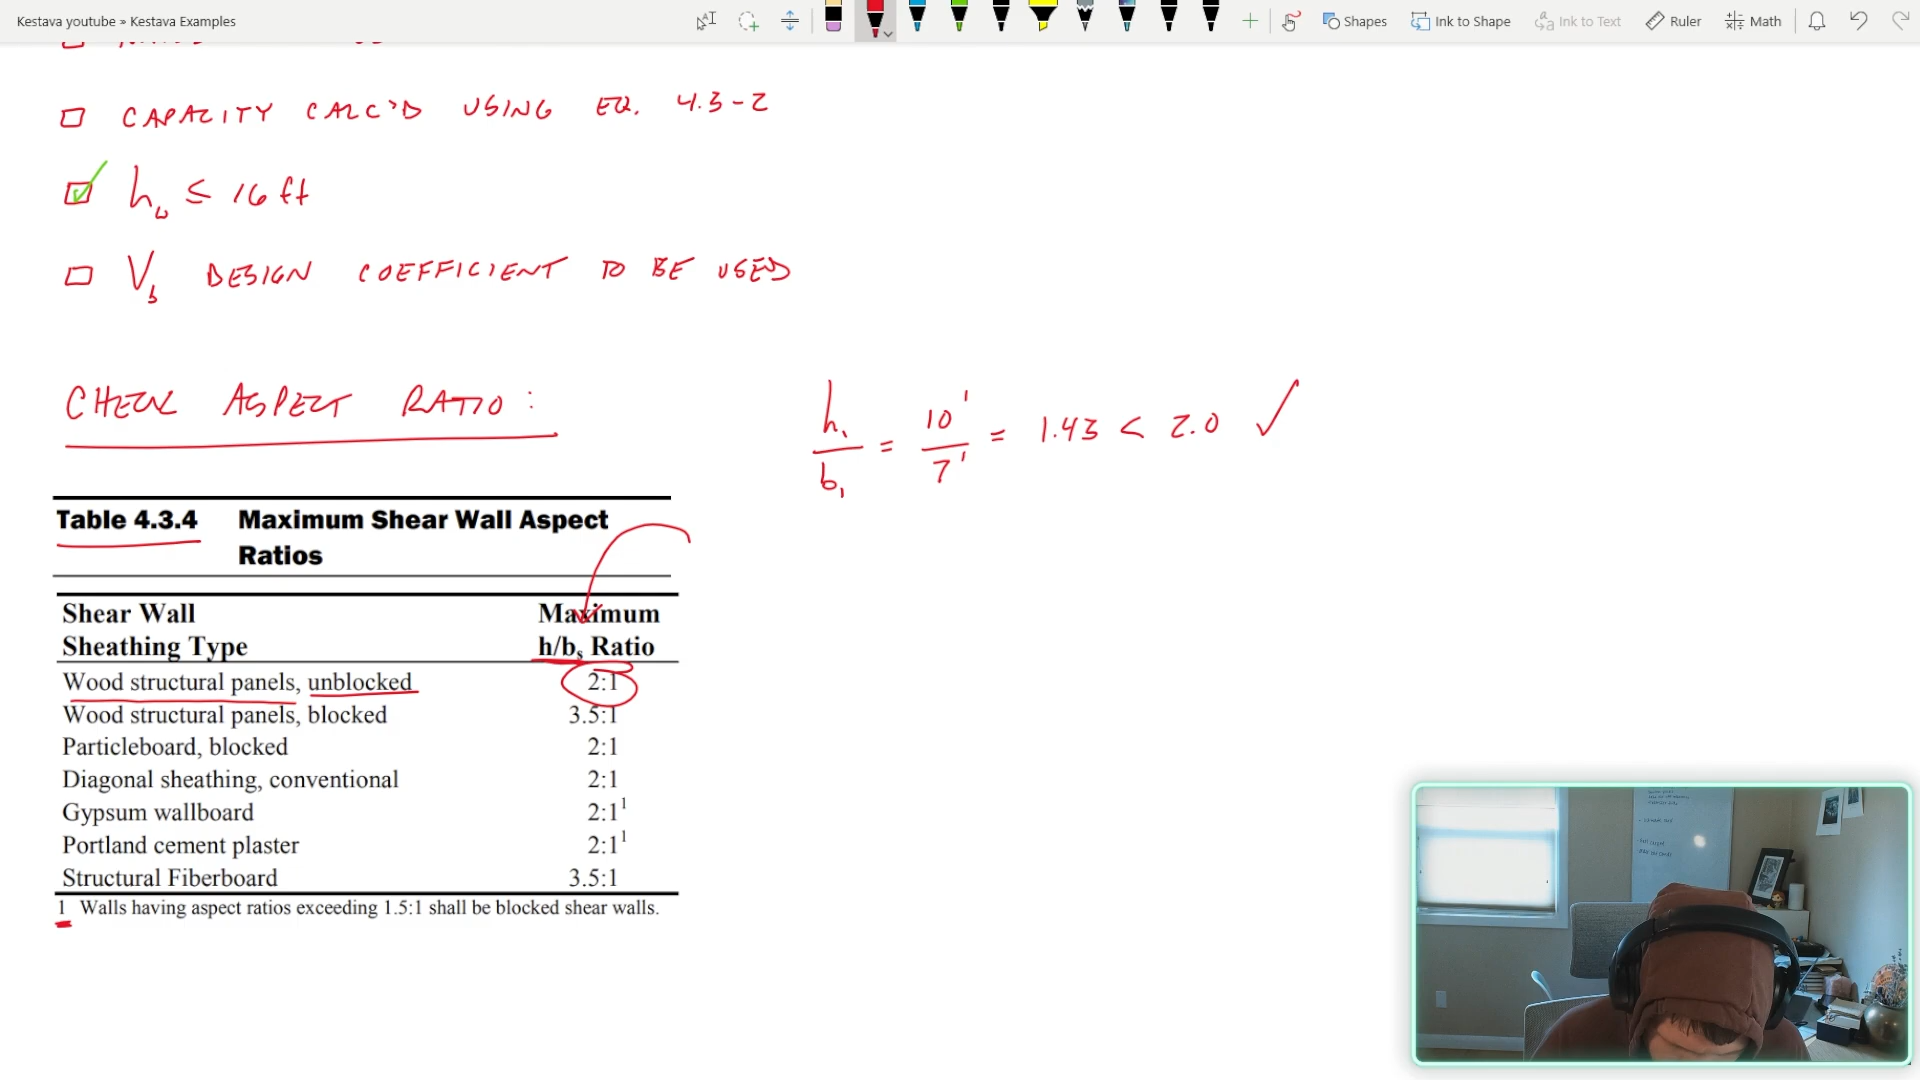 Kestava youtube » Kestava Examples
Shapes Ink to Shape Ink to Text Ruler Math
□ CAPACITY CALC'D USING EQ. 4.3-2
☑ hᵤ ≤ 16 ft
□ Vb DESIGN COEFFICIENT TO BE USED
CHECK ASPECT RATIO:
h₁/b₁ = 10'/7' = 1.43 < 2.0 ✓
Table 4.3.4 Maximum Shear Wall Aspect
Ratios
Shear Wall Maximum
Sheathing Type h/bs Ratio
Wood structural panels, unblocked 2:1
Wood structural panels, blocked 3.5:1
Particleboard, blocked 2:1
Diagonal sheathing, conventional 2:1
Gypsum wallboard 2:1¹
Portland cement plaster 2:1¹
Structural Fiberboard 3.5:1
1 Walls having aspect ratios exceeding 1.5:1 shall be blocked shear walls.